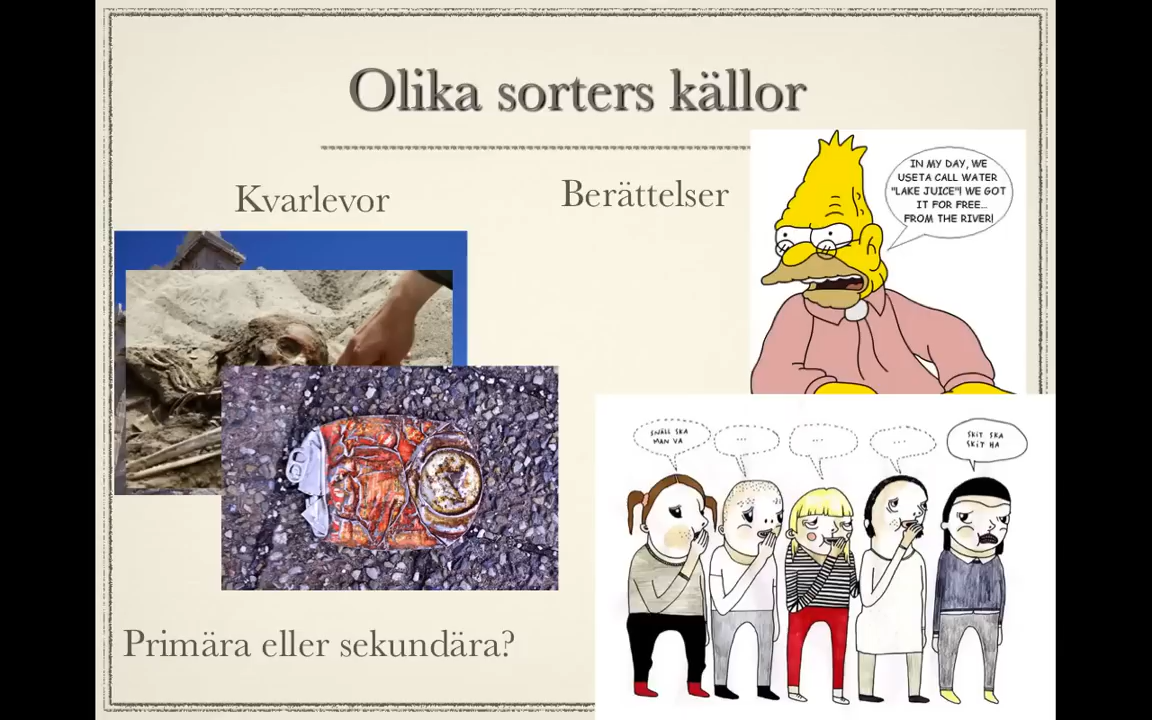 Olika sorters källor
Kvarlevor
Berättelser
IN MY DAY, WE
USETA CALL WATER
"LAKE JUICE"! WE GOT
IT FOR FREE...
FROM THE RIVER!
SNÄLL SKA
MAN VA
...
...
...
SKIT SKA
SKIT HA
Primära eller sekundära?